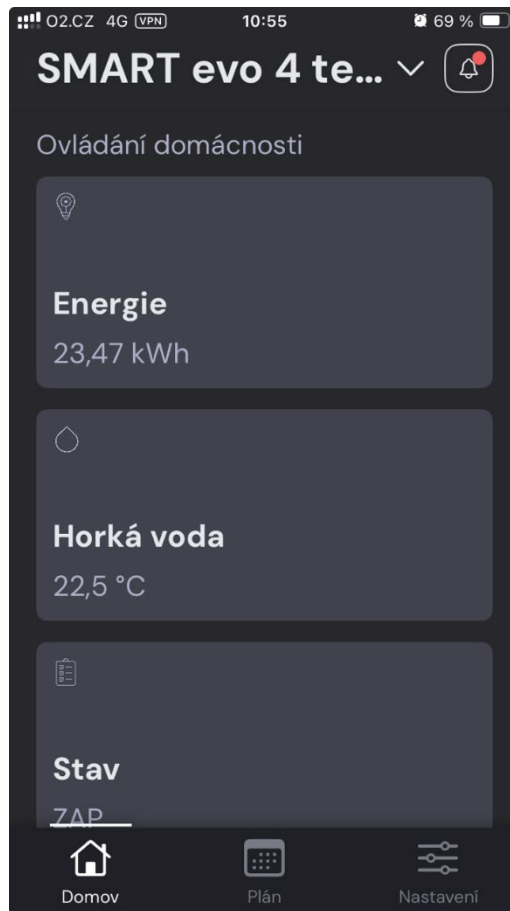 O2.CZ 4G VPN 10:55 69 %
SMART evo 4 te...
Ovládání domácnosti
Energie
23,47 kWh
Horká voda
22,5 °C
Stav
ZAP
Domov Plán Nastavení